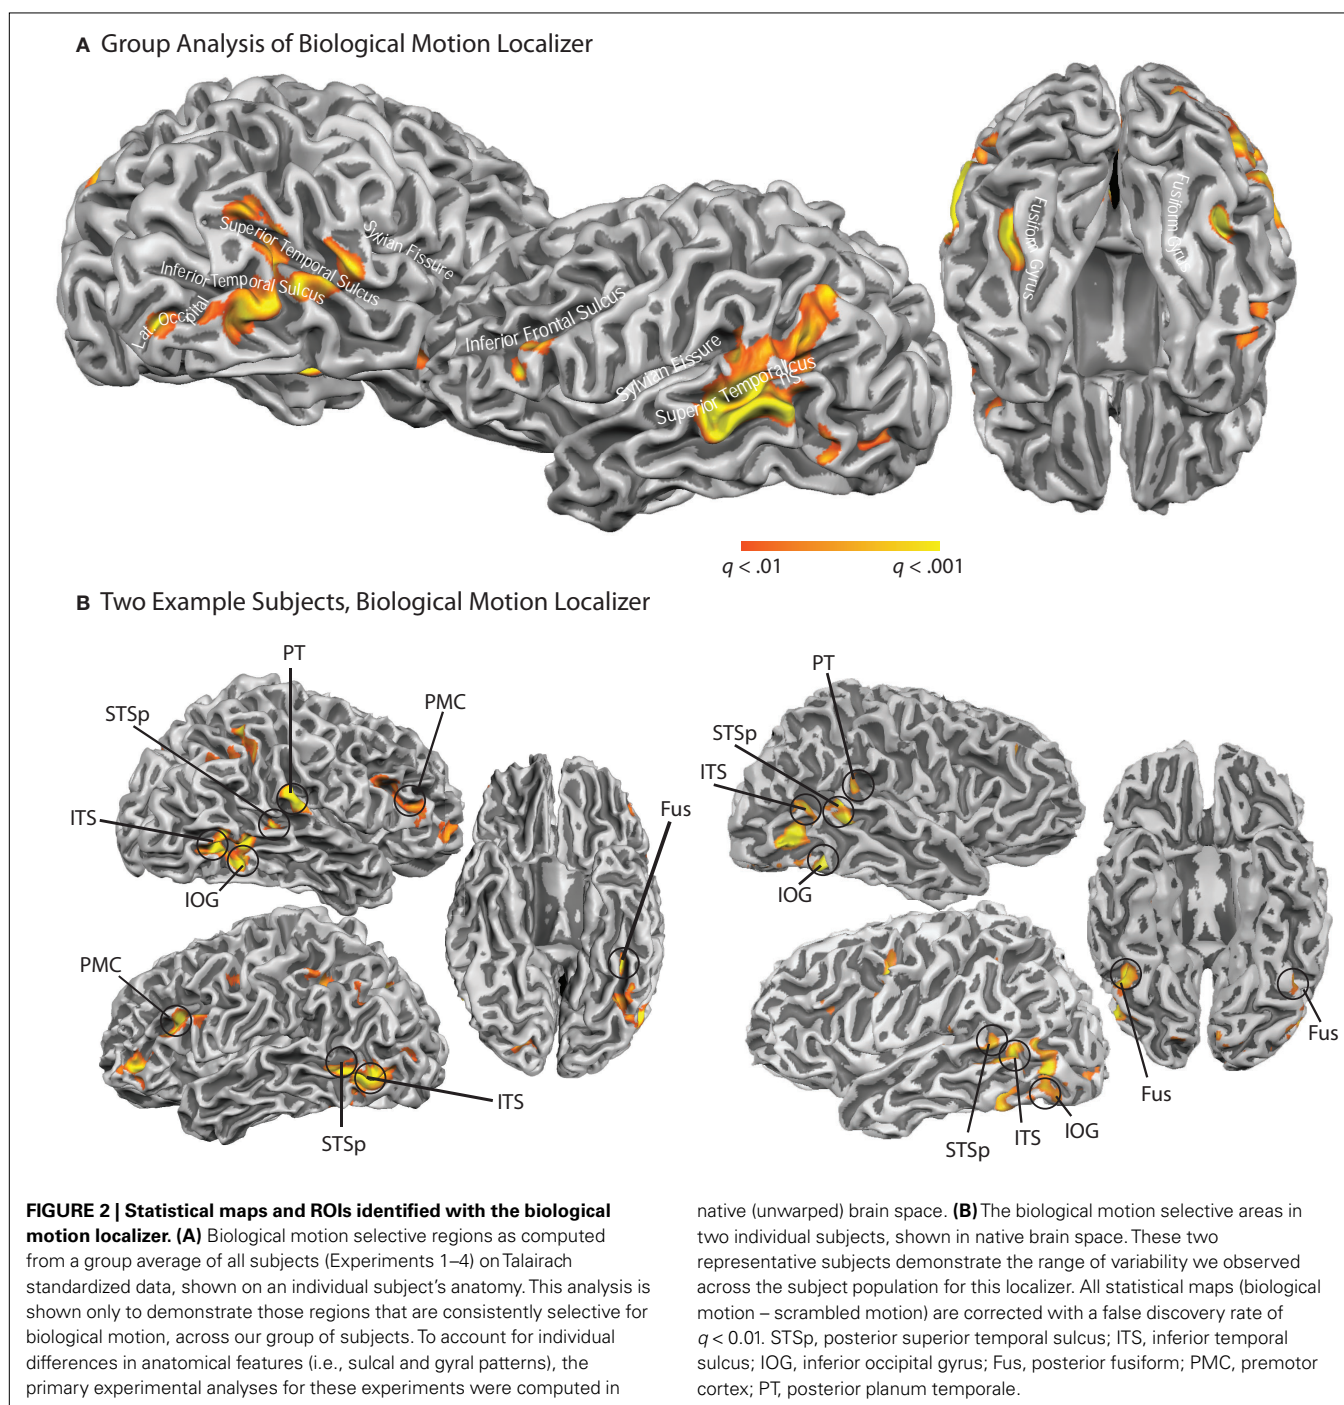 A Group Analysis of Biological Motion Localizer
Superior Temporal Sulcus
Sylvian Fissure
Inferior Temporal Sulcus
Lat. Occipital
Inferior Frontal Sulcus
Sylvian Fissure
Superior Temporal
Fusiform Gyrus
Fusiform Gyrus
q < .01
q < .001
B Two Example Subjects, Biological Motion Localizer
PT
STSp
PMC
ITS
IOG
Fus
PMC
ITS
STSp
PT
STSp
ITS
IOG
Fus
Fus
IOG
ITS
STSp
FIGURE 2 | Statistical maps and ROIs identified with the biological
motion localizer. (A) Biological motion selective regions as computed
from a group average of all subjects (Experiments 1–4) on Talairach
standardized data, shown on an individual subject's anatomy. This analysis is
shown only to demonstrate those regions that are consistently selective for
biological motion, across our group of subjects. To account for individual
differences in anatomical features (i.e., sulcal and gyral patterns), the
primary experimental analyses for these experiments were computed in
native (unwarped) brain space. (B) The biological motion selective areas in
two individual subjects, shown in native brain space. These two
representative subjects demonstrate the range of variability we observed
across the subject population for this localizer. All statistical maps (biological
motion – scrambled motion) are corrected with a false discovery rate of
q < 0.01. STSp, posterior superior temporal sulcus; ITS, inferior temporal
sulcus; IOG, inferior occipital gyrus; Fus, posterior fusiform; PMC, premotor
cortex; PT, posterior planum temporale.